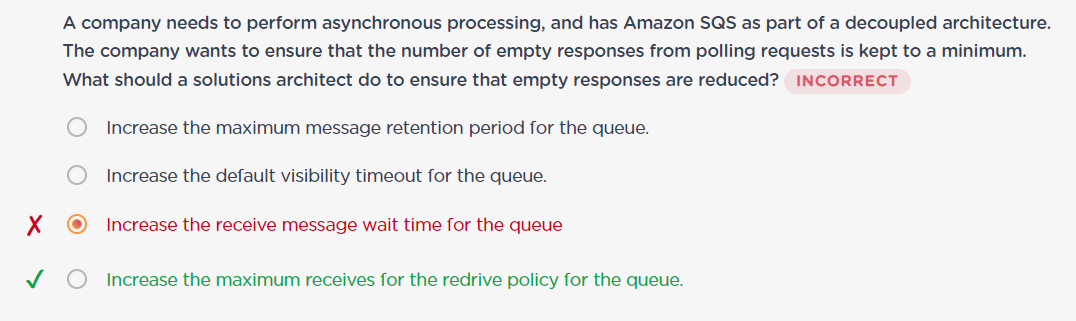 A company needs to perform asynchronous processing, and has Amazon SQS as part of a decoupled architecture.
The company wants to ensure that the number of empty responses from polling requests is kept to a minimum.
What should a solutions architect do to ensure that empty responses are reduced? INCORRECT
Increase the maximum message retention period for the queue.
Increase the default visibility timeout for the queue.
✗ Increase the receive message wait time for the queue
✓ Increase the maximum receives for the redrive policy for the queue.